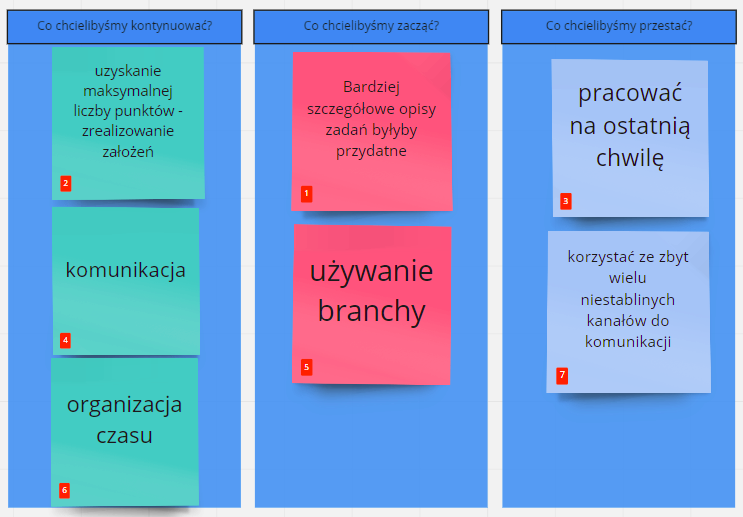 Co chcielibyśmy kontynuować?
uzyskanie
maksymalnej
liczby punktów -
zrealizowanie
założeń
2
komunikacja
4
organizacja
czasu
6
Co chcielibyśmy zacząć?
Bardziej
szczegółowe opisy
zadań byłyby
przydatne
1
używanie
branchy
5
Co chcielibyśmy przestać?
pracować
na ostatnią
chwilę
3
korzystać ze zbyt
wielu
niestablinych
kanałów do
komunikacji
7